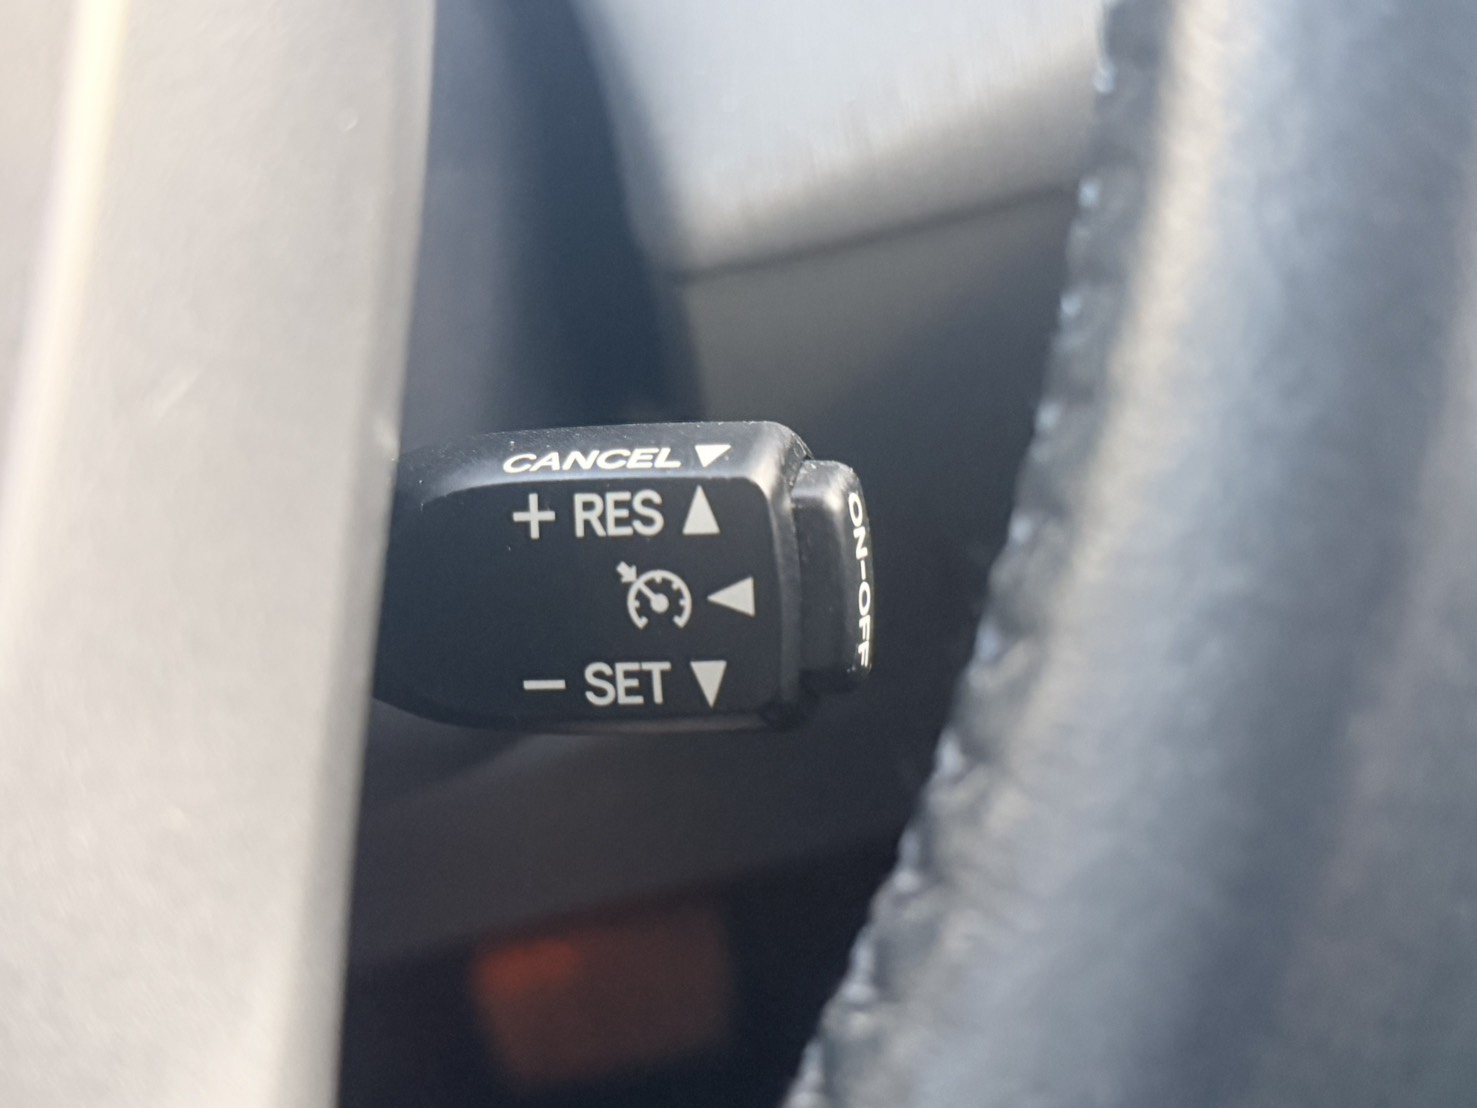 CANCEL ▼
+ RES ▲
◀
− SET ▼
ON-OFF